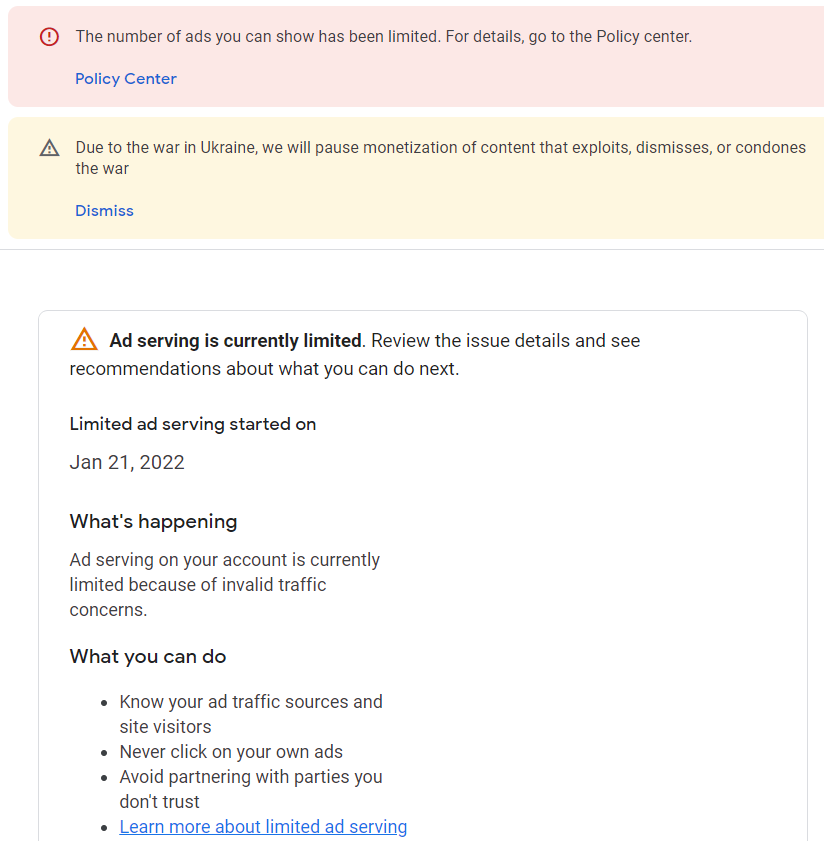 The number of ads you can show has been limited. For details, go to the Policy center.
Policy Center
Due to the war in Ukraine, we will pause monetization of content that exploits, dismisses, or condones
the war
Dismiss
Ad serving is currently limited. Review the issue details and see
recommendations about what you can do next.
Limited ad serving started on
Jan 21, 2022
What's happening
Ad serving on your account is currently
limited because of invalid traffic
concerns.
What you can do
• Know your ad traffic sources and
site visitors
• Never click on your own ads
• Avoid partnering with parties you
don't trust
• Learn more about limited ad serving